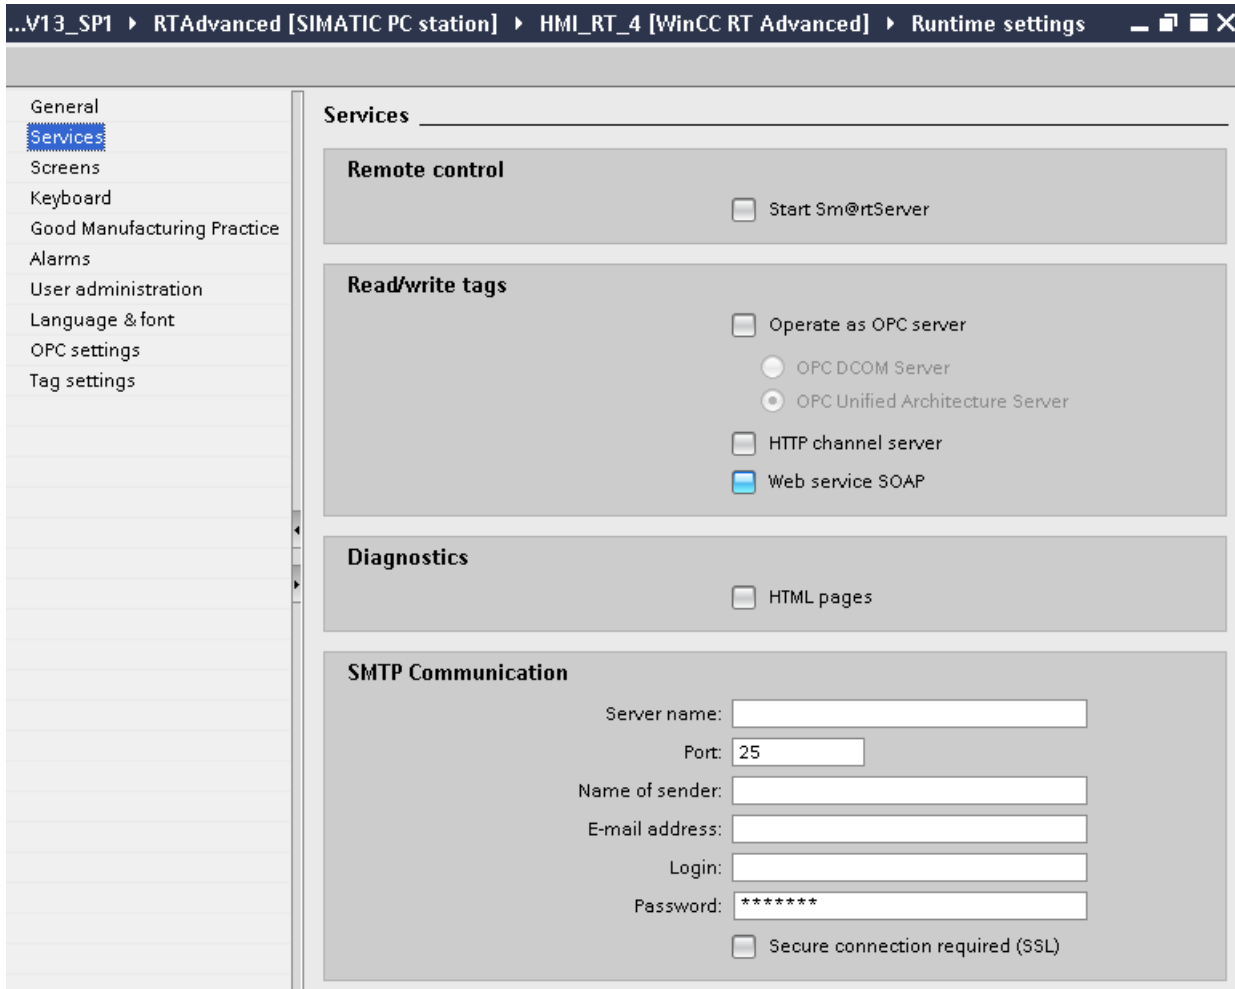 ...V13_SP1 ▸ RTAdvanced [SIMATIC PC station] ▸ HMI_RT_4 [WinCC RT Advanced] ▸ Runtime settings
General
Services
Screens
Keyboard
Good Manufacturing Practice
Alarms
User administration
Language & font
OPC settings
Tag settings
Services
Remote control
Start Sm@rtServer
Read/write tags
Operate as OPC server
OPC DCOM Server
OPC Unified Architecture Server
HTTP channel server
Web service SOAP
Diagnostics
HTML pages
SMTP Communication
Server name:
Port: 25
Name of sender:
E-mail address:
Login:
Password: *******
Secure connection required (SSL)